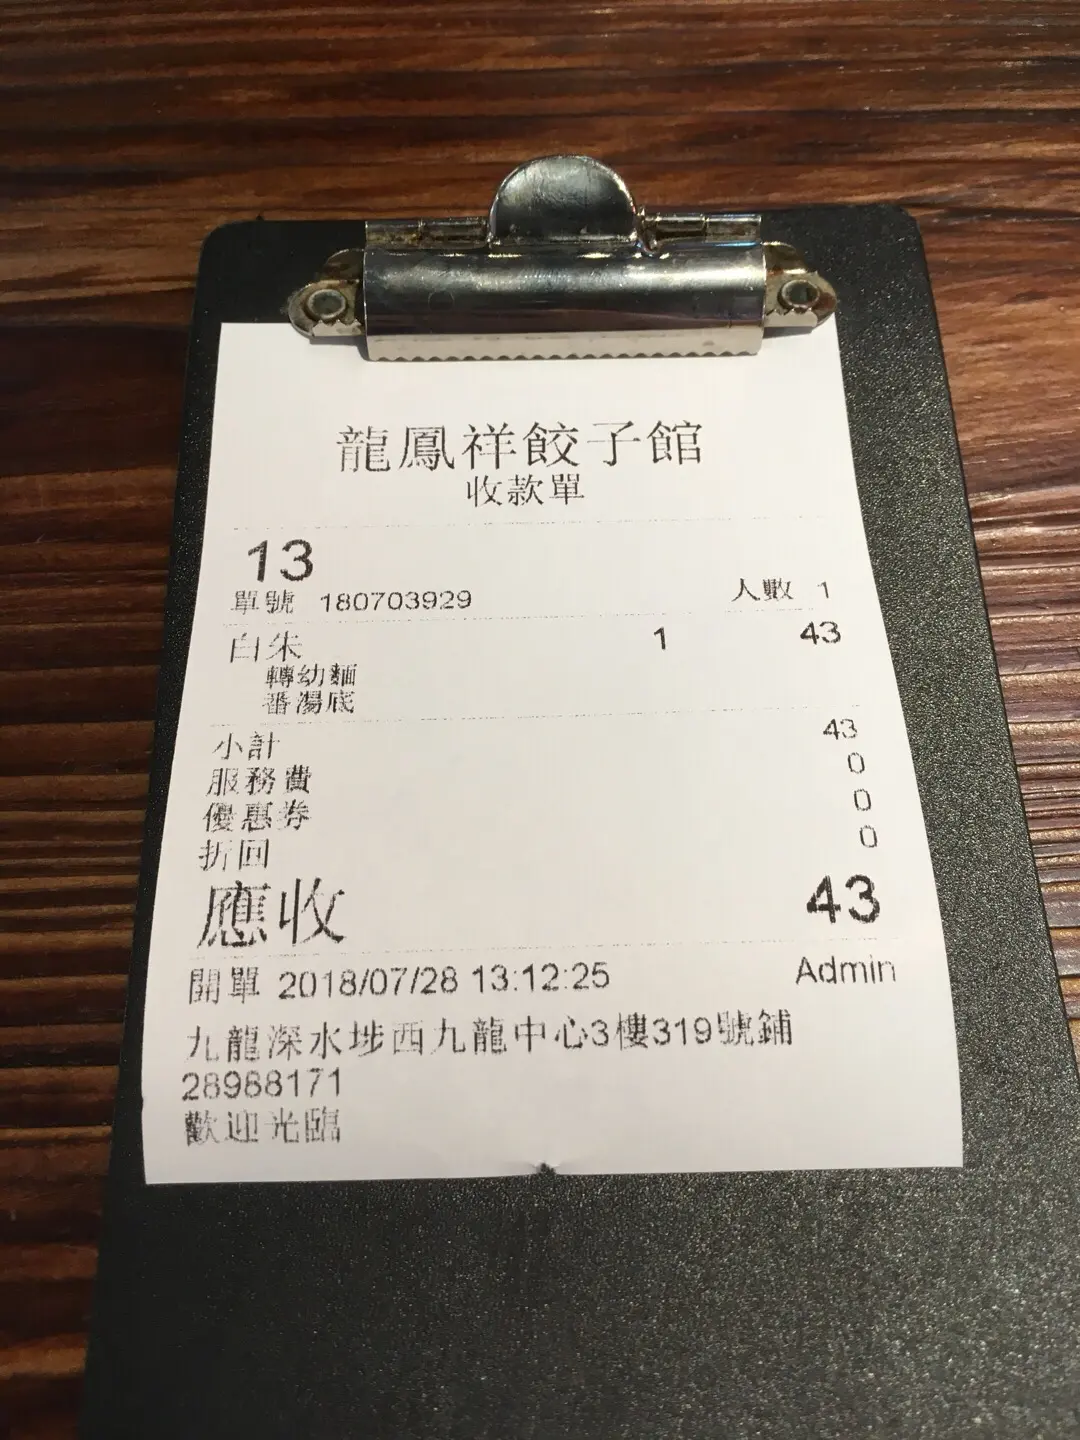 龍鳳祥餃子館
收款單
13
單號 180703929 人數 1
白朱 1 43
轉幼麵
番湯底
小計 43
服務費 0
優惠券 0
折回 0
應收 43
開單 2018/07/28 13:12:25 Admin
九龍深水埗西九龍中心3樓319號鋪
28988171
歡迎光臨